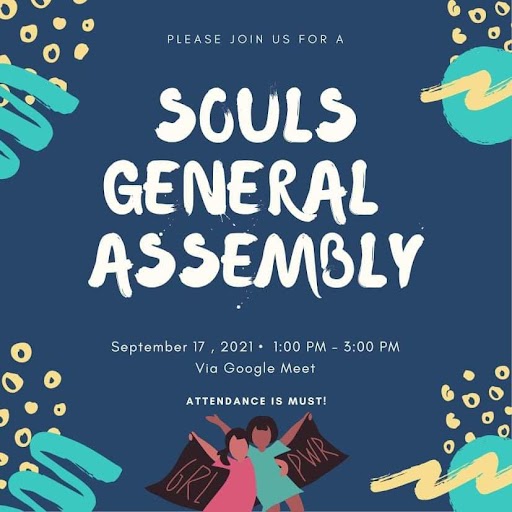 PLEASE JOIN US FOR A
SOULS
GENERAL
ASSEMBLY
September 17 , 2021 • 1:00 PM – 3:00 PM
Via Google Meet
ATTENDANCE IS MUST!
GRL PWR